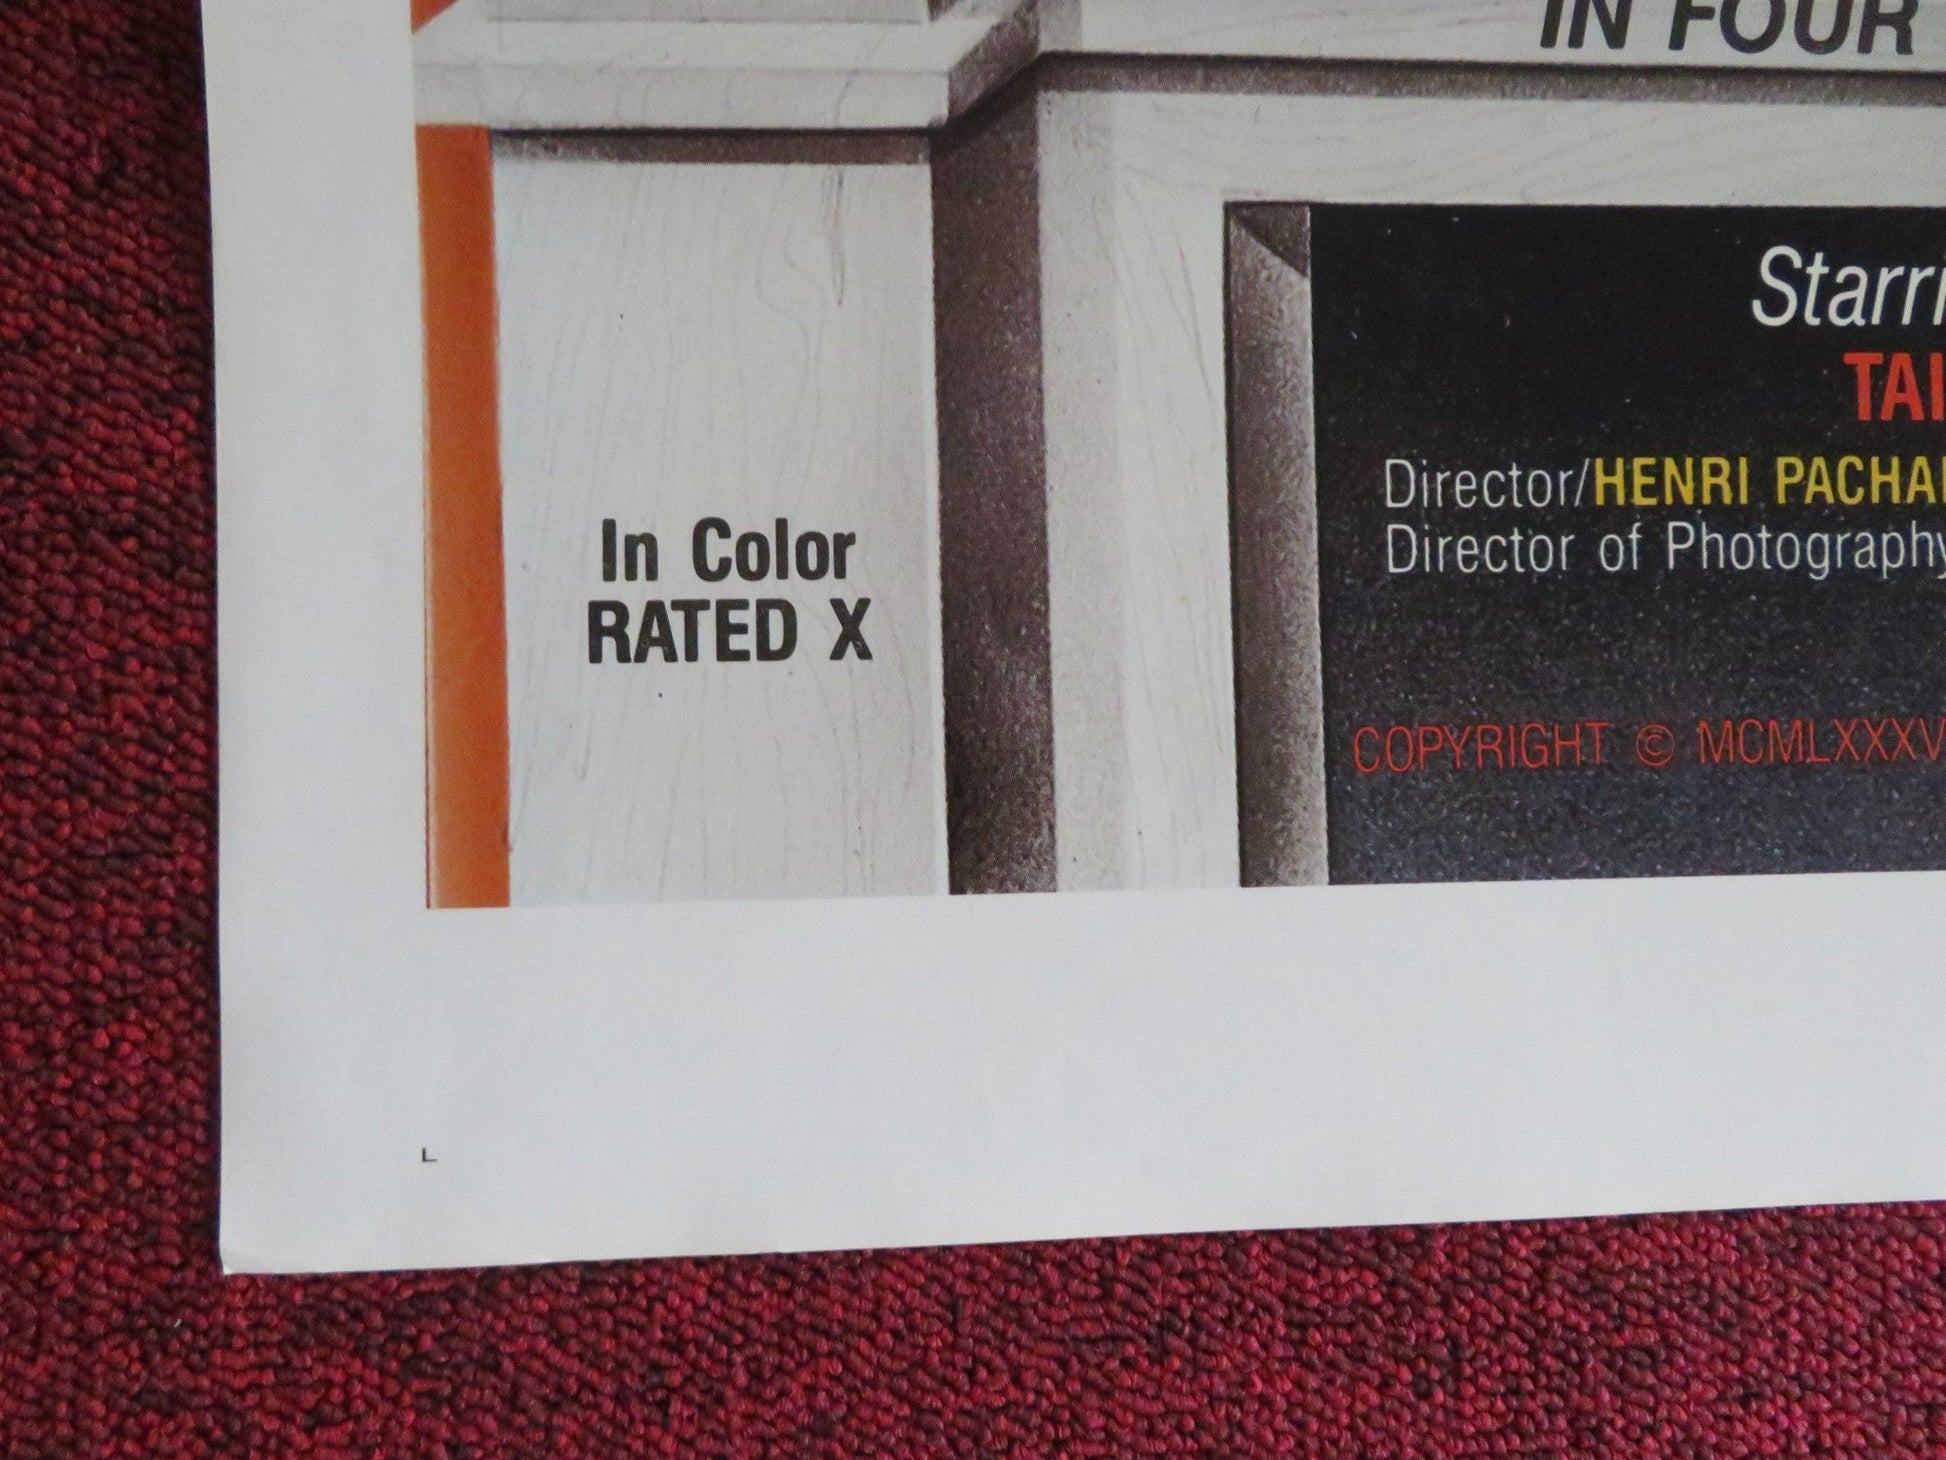 IN FOUR
Starri
TAI
Director/HENRI PACHA
Director of Photography
In Color
RATED X
COPYRIGHT © MCMLXXXV
L